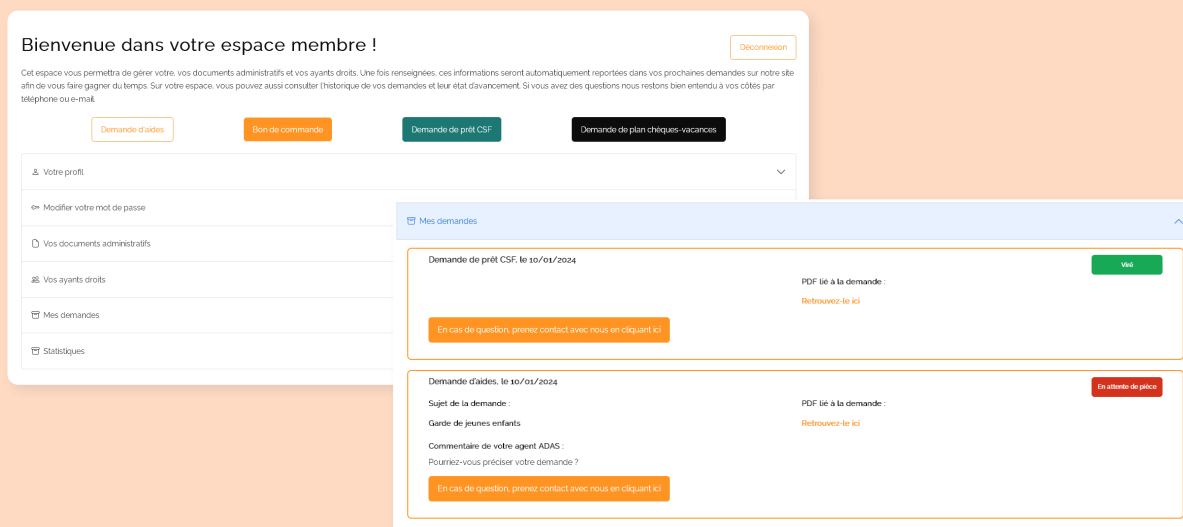 Bienvenue dans votre espace membre !
Déconnexion
Cet espace vous permettra de gérer votre, vos documents administratifs et vos ayants droits. Une fois renseignées, ces informations seront automatiquement reportées dans vos prochaines demandes sur notre site
afin de vous faire gagner du temps. Sur votre espace, vous pouvez aussi consulter l'historique de vos demandes et leur état d'avancement. Si vous avez des questions nous restons bien entendu à vos côtés par
téléphone ou e-mail.
Demande d'aides
Bon de commande
Demande de prêt CSF
Demande de plan chèques-vacances
Votre profil
Modifier votre mot de passe
Vos documents administratifs
Vos ayants droits
Mes demandes
Statistiques
Mes demandes
Demande de prêt CSF, le 10/01/2024
Viré
PDF lié à la demande :
Retrouvez-le ici
En cas de question, prenez contact avec nous en cliquant ici
Demande d'aides, le 10/01/2024
En attente de pièce
Sujet de la demande :
PDF lié à la demande :
Garde de jeunes enfants
Retrouvez-le ici
Commentaire de votre agent ADAS :
Pourriez-vous préciser votre demande ?
En cas de question, prenez contact avec nous en cliquant ici